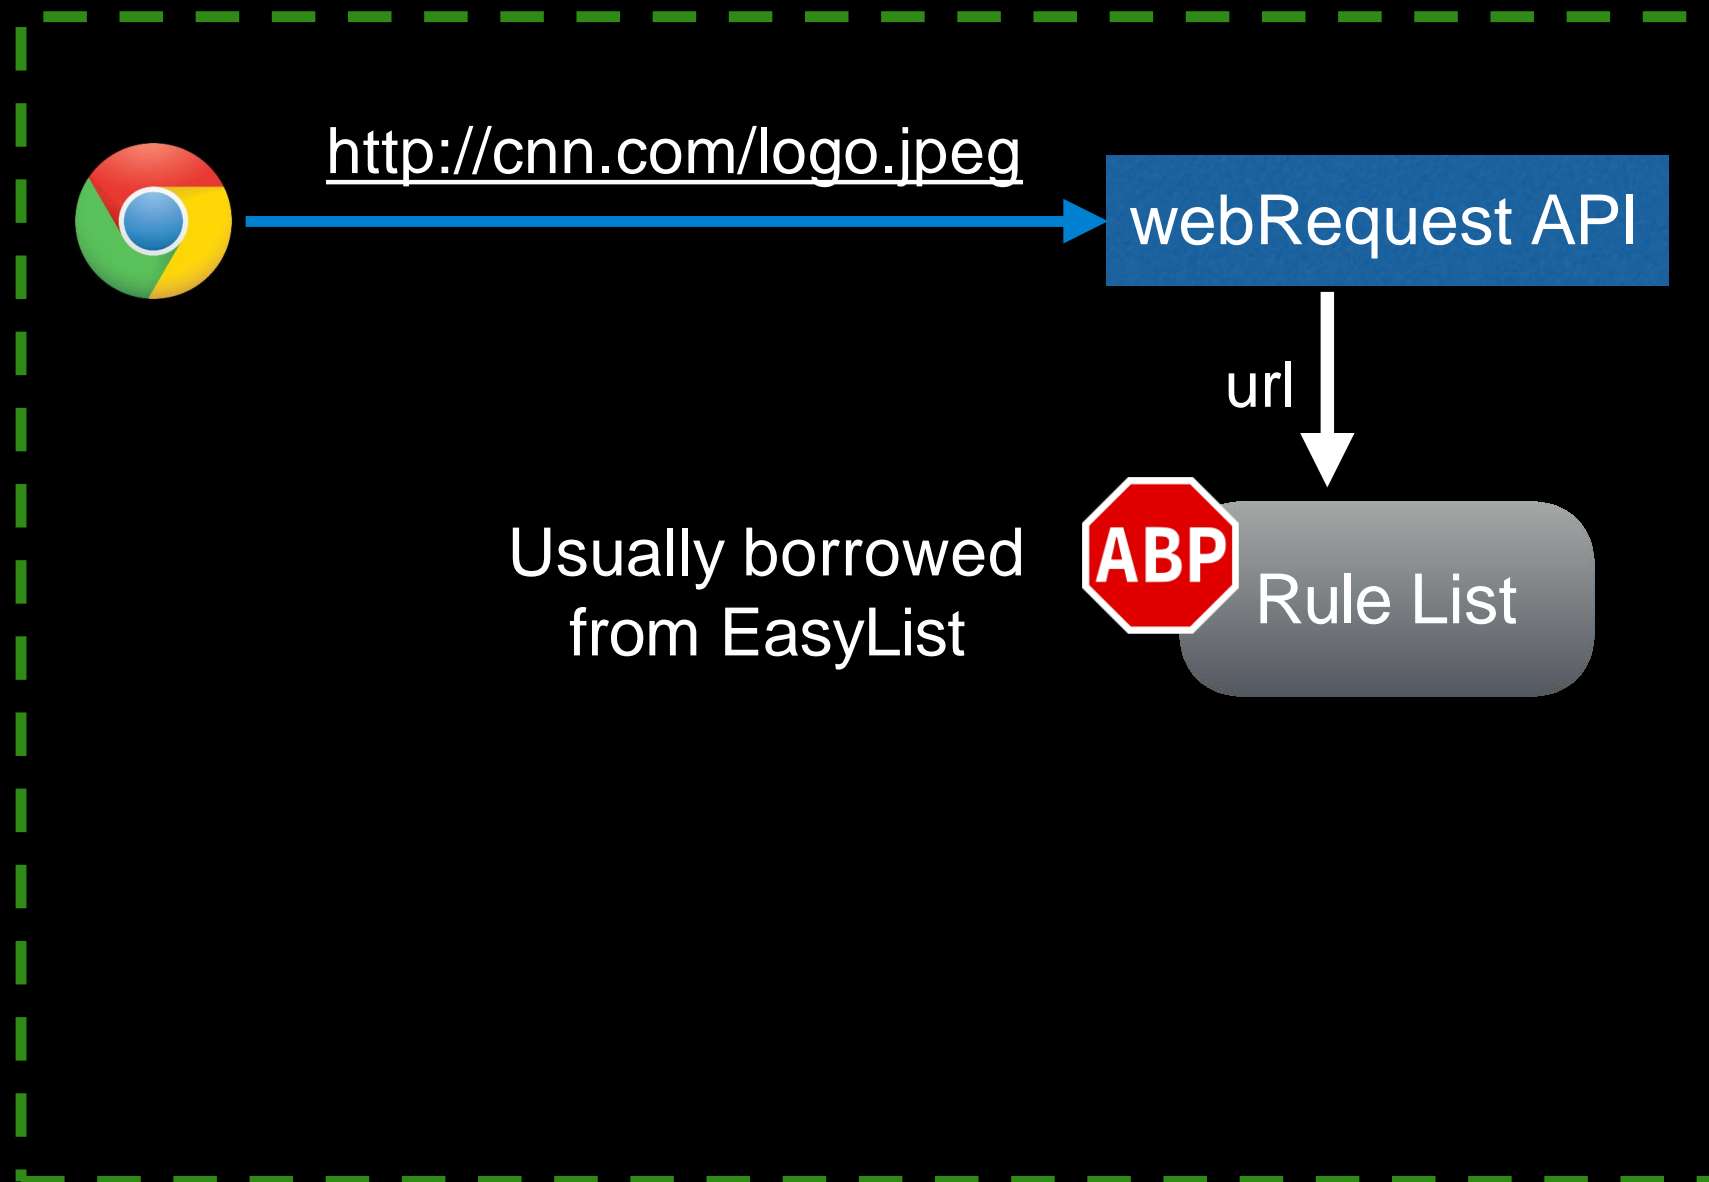 http://cnn.com/logo.jpeg
webRequest API
url
Usually borrowed
from EasyList
ABP
Rule List